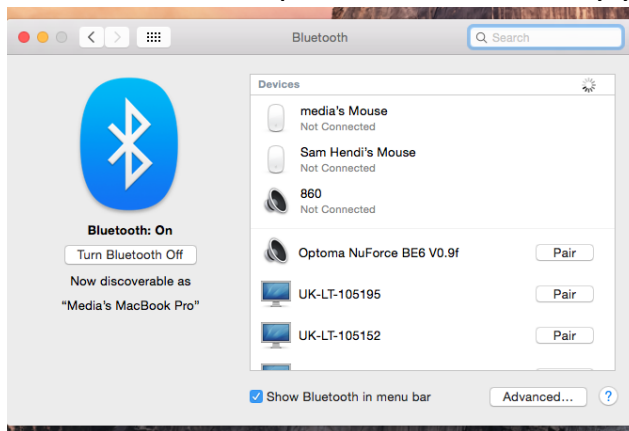 Bluetooth
Search
Devices
media's Mouse
Not Connected
Sam Hendi's Mouse
Not Connected
860
Not Connected
Optoma NuForce BE6 V0.9f
Pair
UK-LT-105195
Pair
UK-LT-105152
Pair
Bluetooth: On
Turn Bluetooth Off
Now discoverable as
“Media's MacBook Pro”
Show Bluetooth in menu bar
Advanced...
?